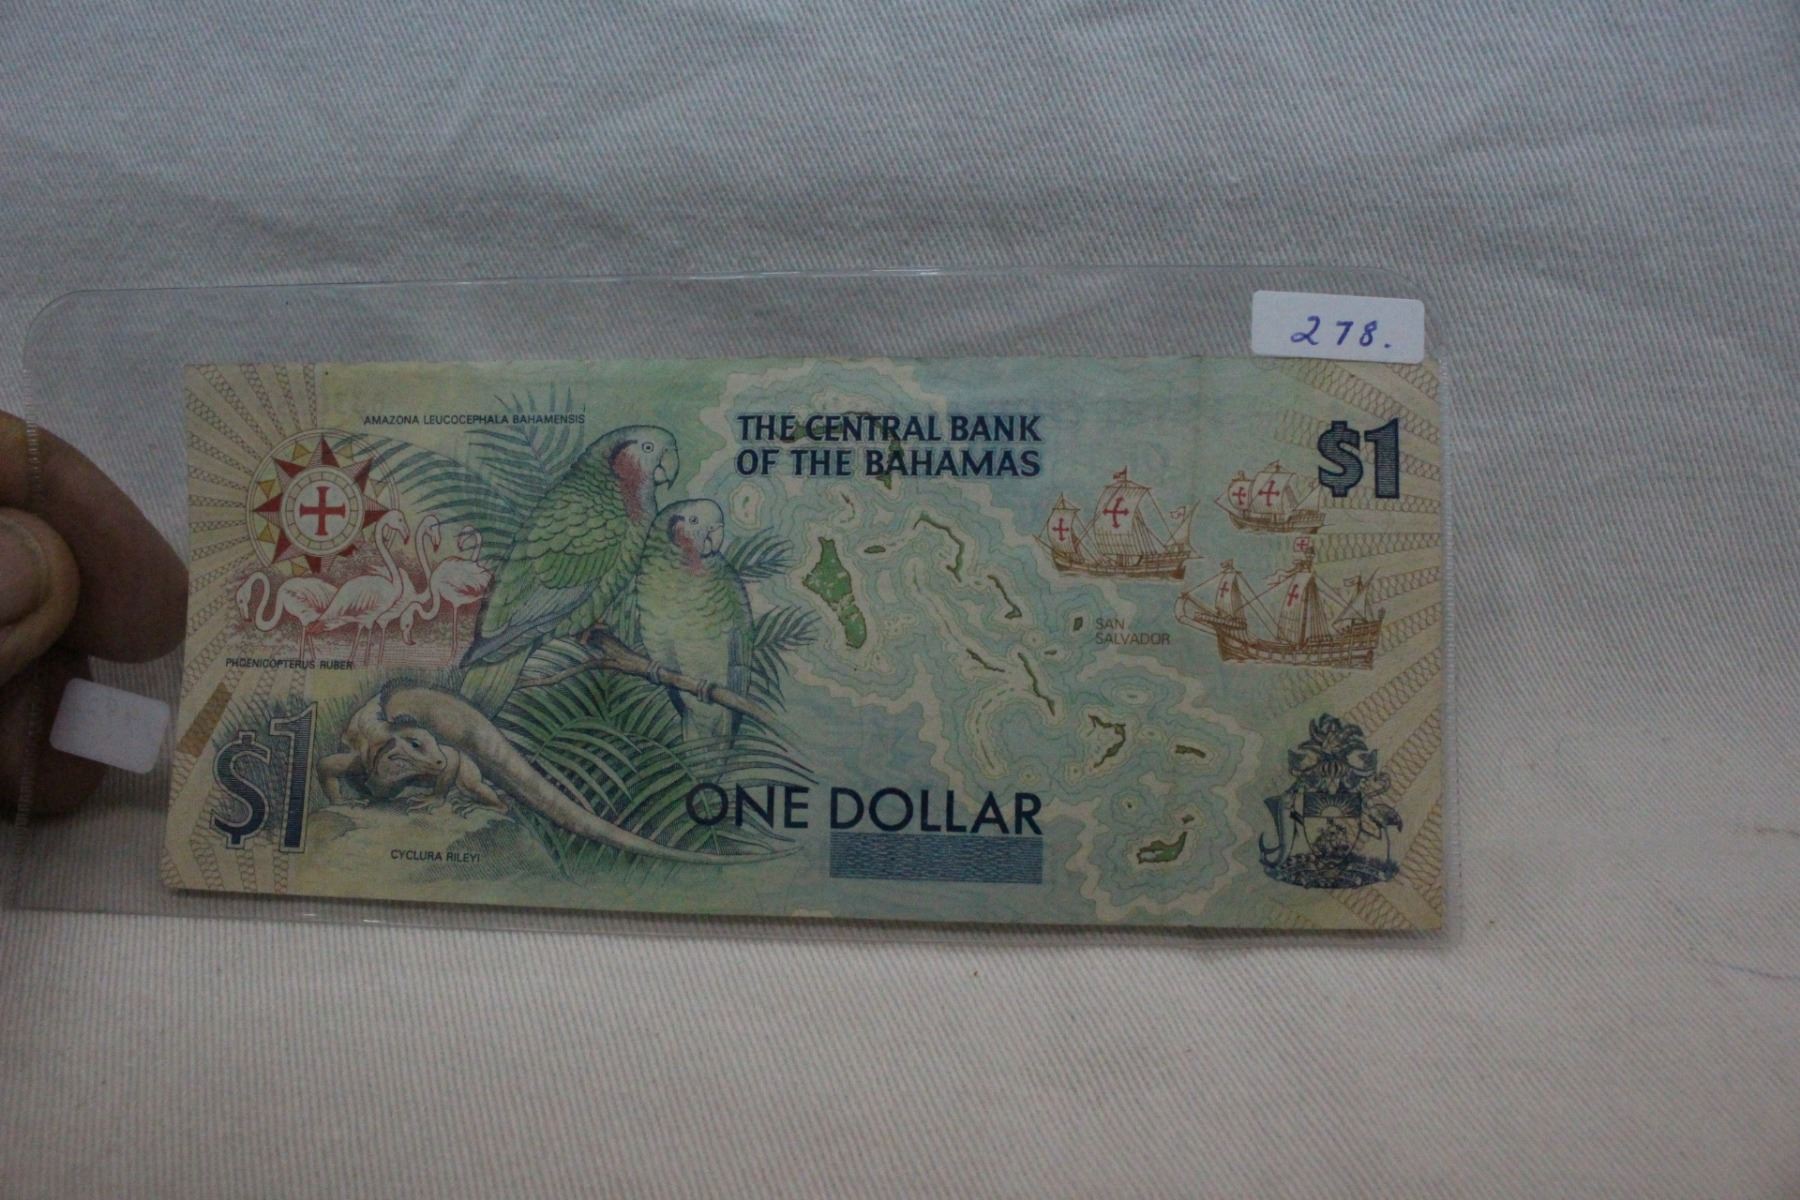 278.
AMAZONA LEUCOCEPHALA BAHAMENSIS
THE CENTRAL BANK
OF THE BAHAMAS
$1
SAN
SALVADOR
PHOENICOPTERUS RUBER
$1
ONE DOLLAR
CYCLURA RILEYI